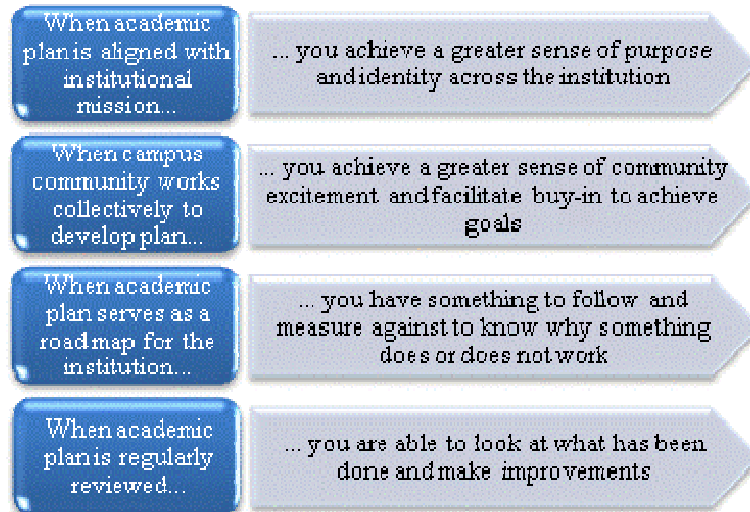 When academic
plan is aligned with
institutional
mission...
... you achieve a greater sense of purpose
and identity across the institution
When campus
community works
collectively to
develop plan...
... you achieve a greater sense of community
excitement and facilitate buy-in to achieve
goals
When academic
plan serves as a
road map for the
institution...
... you have something to follow and
measure against to know why something
does or does not work
When academic
plan is regularly
reviewed...
... you are able to look at what has been
done and make improvements